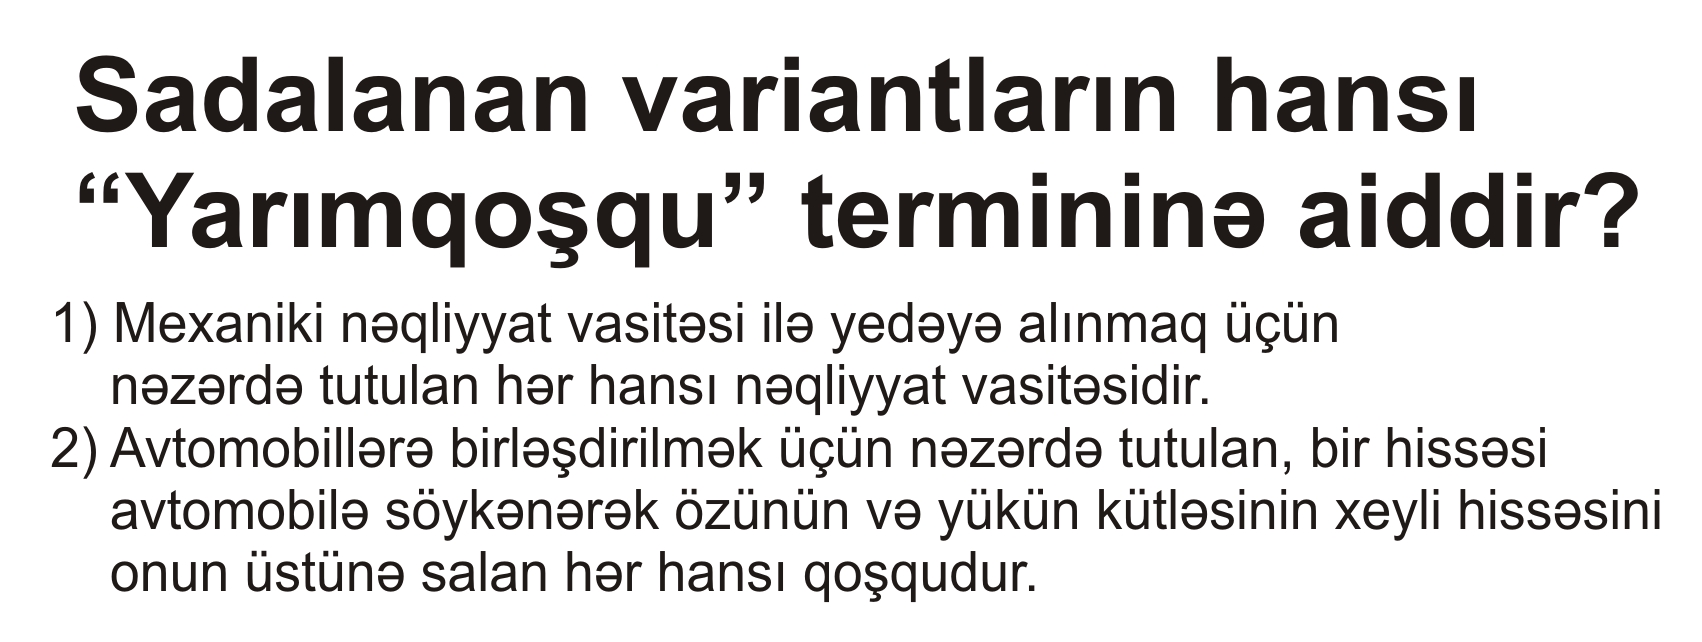 Sadalanan variantların hansı
“Yarımqoşqu” termininə aiddir?
1) Mexaniki nəqliyyat vasitəsi ilə yedəyə alınmaq üçün
nəzərdə tutulan hər hansı nəqliyyat vasitəsidir.
2) Avtomobillərə birləşdirilmək üçün nəzərdə tutulan, bir hissəsi
avtomobilə söykənərək özünün və yükün kütləsinin xeyli hissəsini
onun üstünə salan hər hansı qoşqudur.